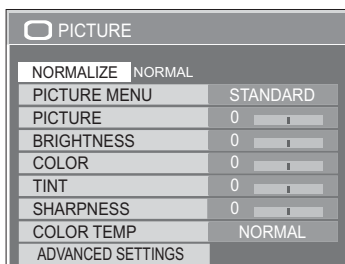 PICTURE
NORMALIZE NORMAL
PICTURE MENU STANDARD
PICTURE 0
BRIGHTNESS 0
COLOR 0
TINT 0
SHARPNESS 0
COLOR TEMP NORMAL
ADVANCED SETTINGS